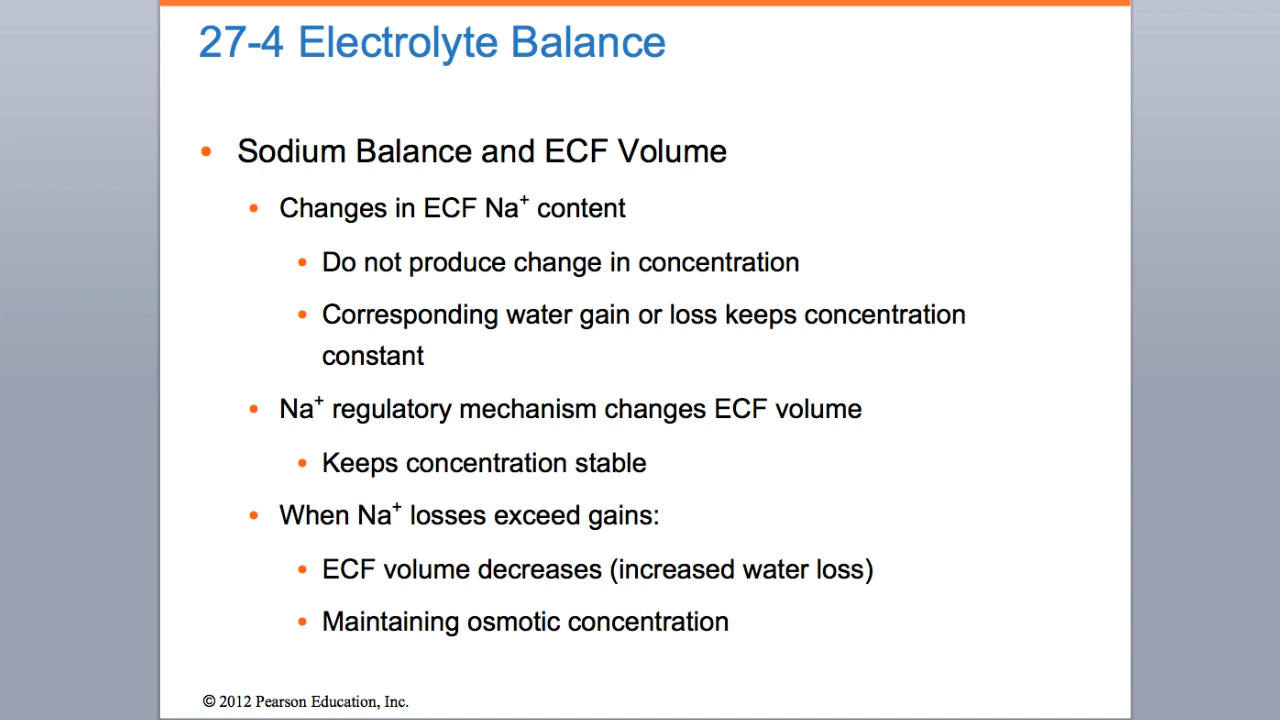 27-4 Electrolyte Balance
• Sodium Balance and ECF Volume
• Changes in ECF Na⁺ content
• Do not produce change in concentration
• Corresponding water gain or loss keeps concentration
constant
• Na⁺ regulatory mechanism changes ECF volume
• Keeps concentration stable
• When Na⁺ losses exceed gains:
• ECF volume decreases (increased water loss)
• Maintaining osmotic concentration
© 2012 Pearson Education, Inc.